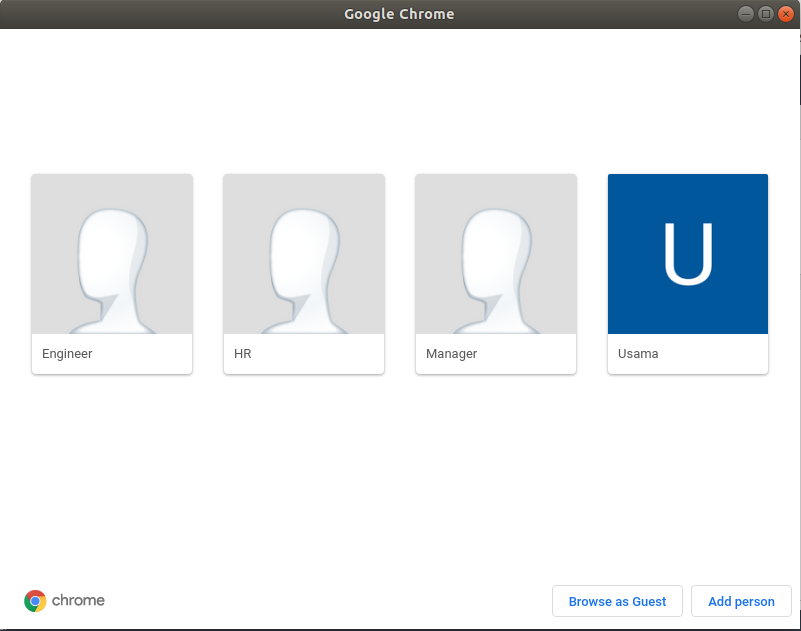 Google Chrome
U
Engineer
HR
Manager
Usama
chrome
Browse as Guest
Add person